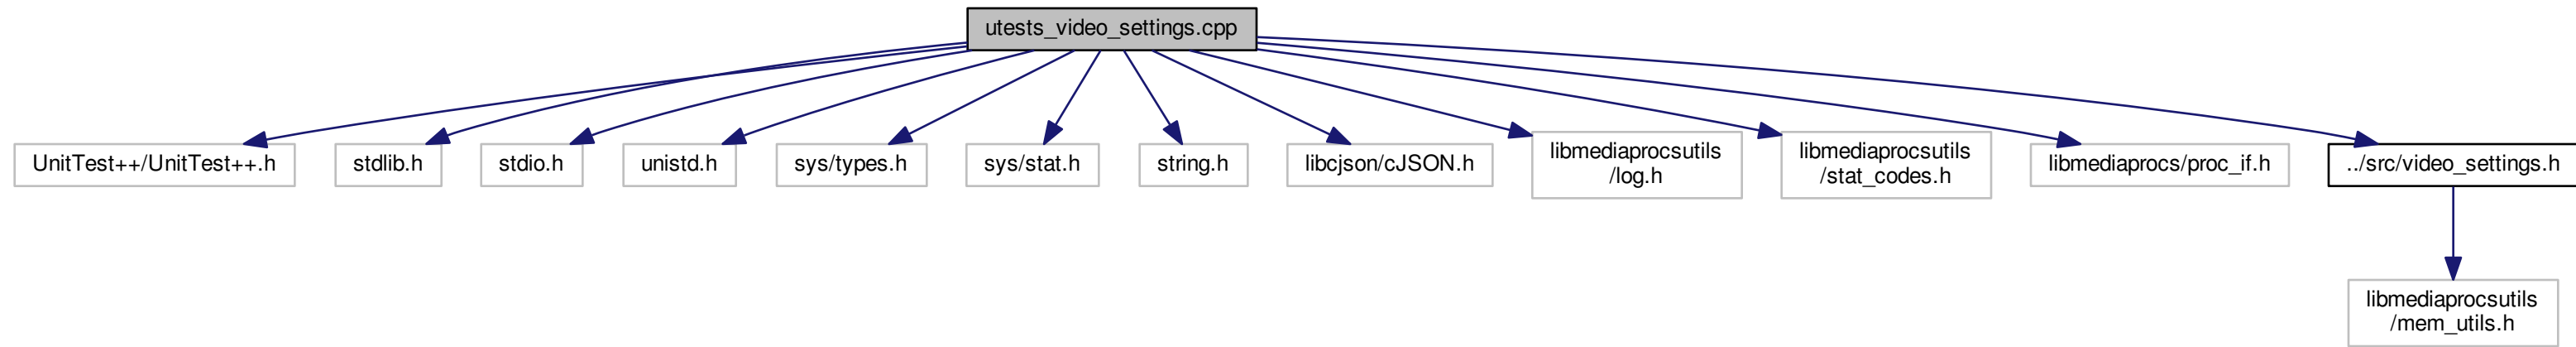 utests_video_settings.cpp
UnitTest++/UnitTest++.h
stdlib.h
stdio.h
unistd.h
sys/types.h
sys/stat.h
string.h
libcjson/cJSON.h
libmediaprocsutils
/log.h
libmediaprocsutils
/stat_codes.h
libmediaprocs/proc_if.h
../src/video_settings.h
libmediaprocsutils
/mem_utils.h